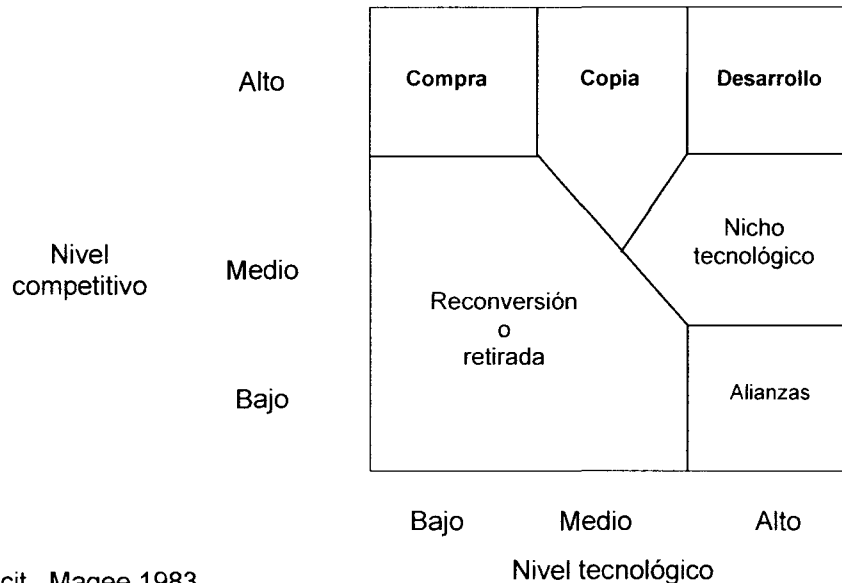 Alto
Compra
Copia
Desarrollo
Nivel
competitivo
Medio
Nicho
tecnológico
Reconversión
o
retirada
Bajo
Alianzas
Bajo
Medio
Alto
Nivel tecnológico
cit. Magee 1983